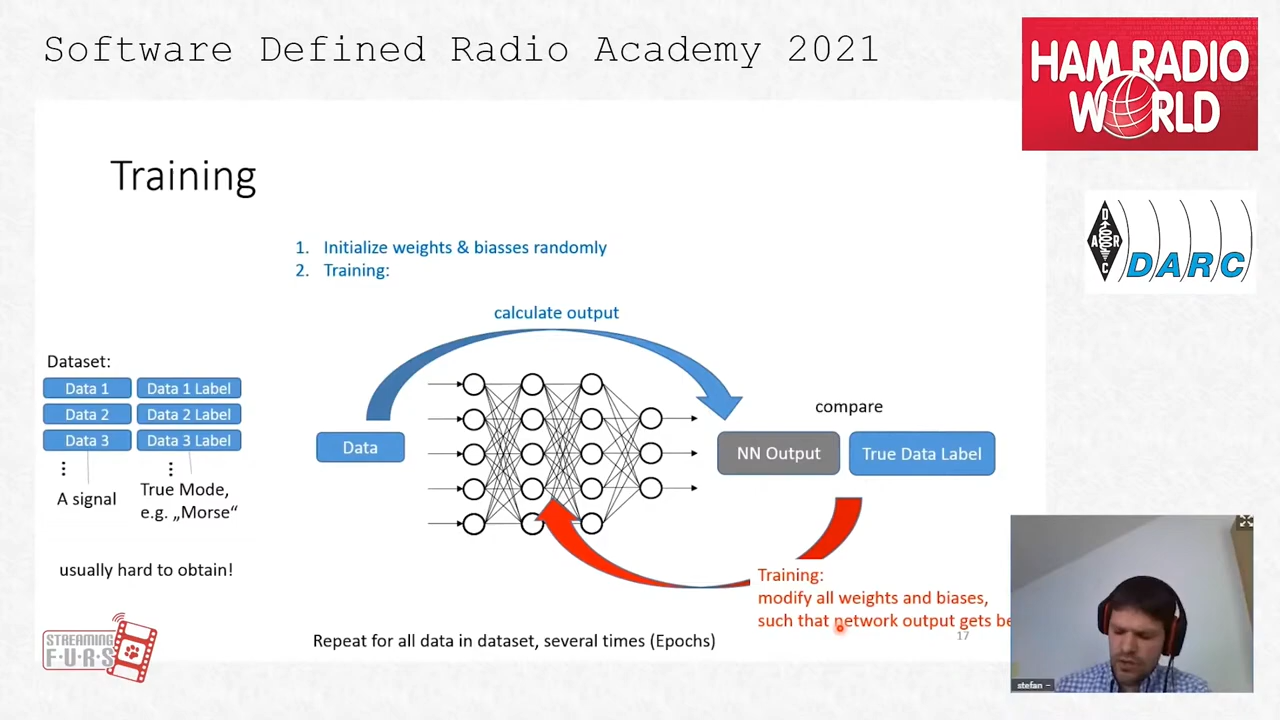 Software Defined Radio Academy 2021
HAM RADIO
WORLD
DARC
DARC
Training
1. Initialize weights & biasses randomly
2. Training:
calculate output
Dataset:
Data 1 Data 1 Label
Data 2 Data 2 Label
Data 3 Data 3 Label
A signal
True Mode,
e.g. „Morse“
usually hard to obtain!
Data
compare
NN Output
True Data Label
Training:
modify all weights and biases,
such that network output gets be
17
Repeat for all data in dataset, several times (Epochs)
STREAMING
F·U·R·S
stefan –